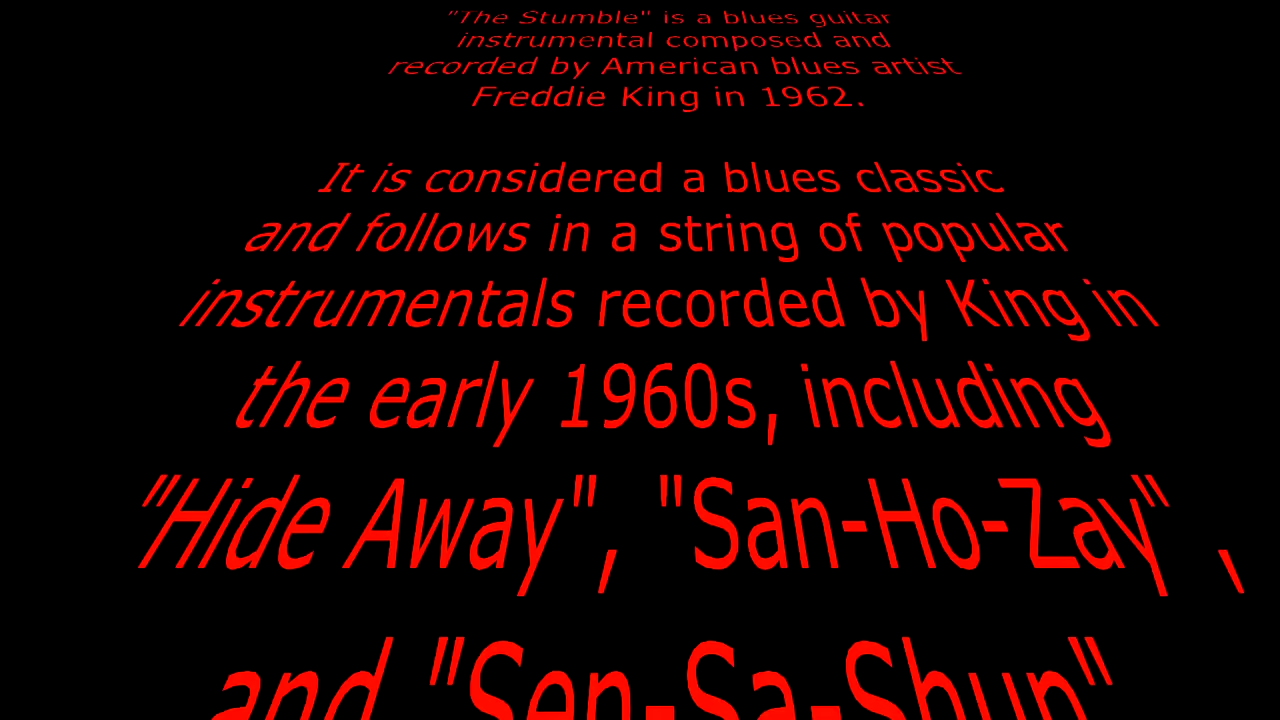 "The Stumble" is a blues guitar
instrumental composed and
recorded by American blues artist
Freddie King in 1962.
It is considered a blues classic
and follows in a string of popular
instrumentals recorded by King in
the early 1960s, including
"Hide Away", "San-Ho-Zay" ,
and "Sen-Sa-Shun"